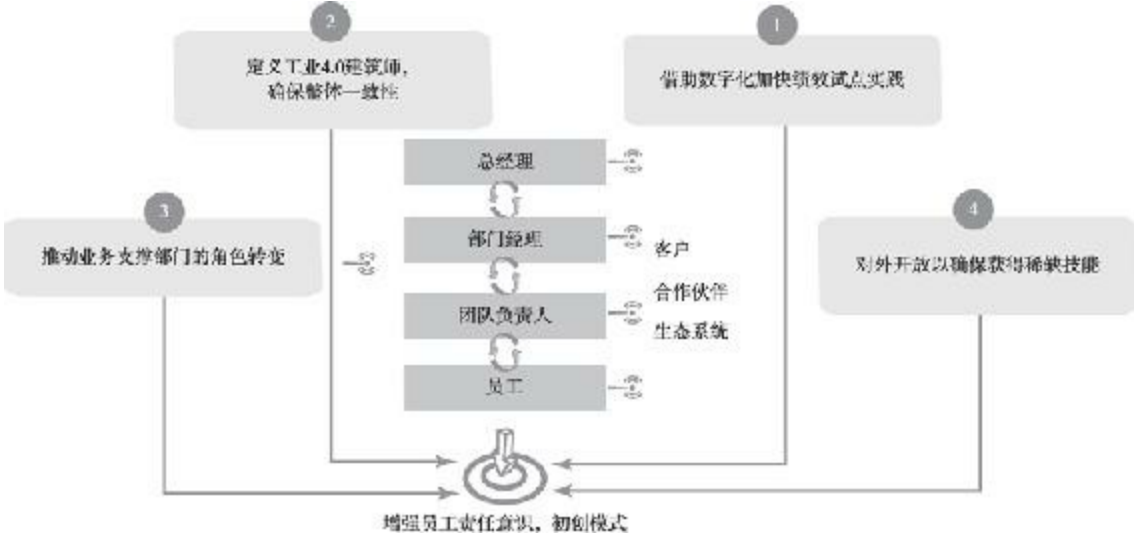 2
定义工业4.0建筑师，
确保整体一致性
1
借助数字化加快绩效试点实践
3
推动业务支撑部门的角色转变
总经理
部门经理
团队负责人
员工
客户
合作伙伴
生态系统
4
对外开放以确保获得稀缺技能
增强员工责任意识，初创模式